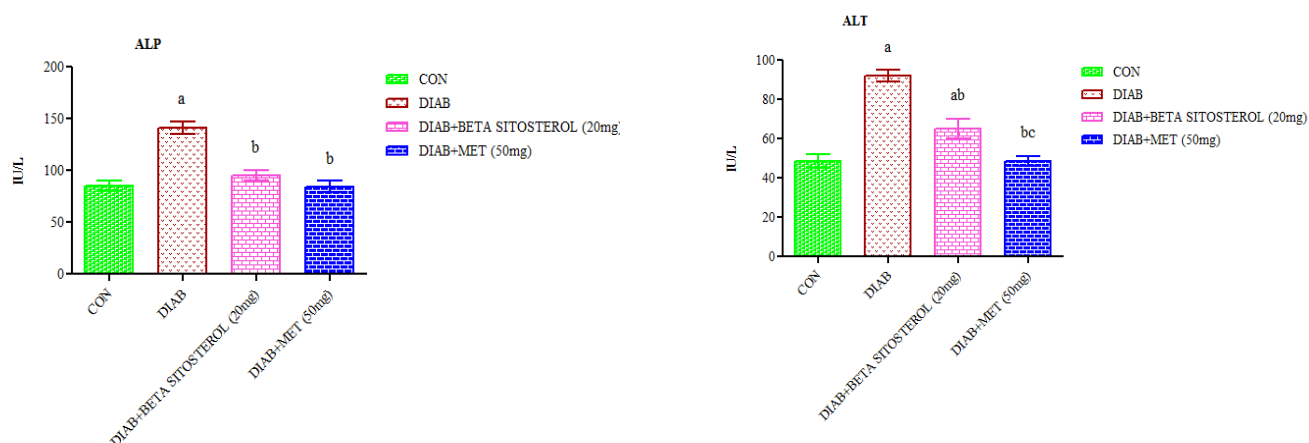 ALP
200
150
100
50
0
IU/L
a
b
b
CON
DIAB
DIAB+BETA SITOSTEROL (20mg)
DIAB+MET (50mg)
CON
DIAB
DIAB+BETA SITOSTEROL (20mg)
DIAB+MET (50mg)
ALT
100
80
60
40
20
0
IU/L
a
ab
bc
CON
DIAB
DIAB+BETA SITOSTEROL (20mg)
DIAB+MET (50mg)
CON
DIAB
DIAB+BETA SITOSTEROL (20mg)
DIAB+MET (50mg)